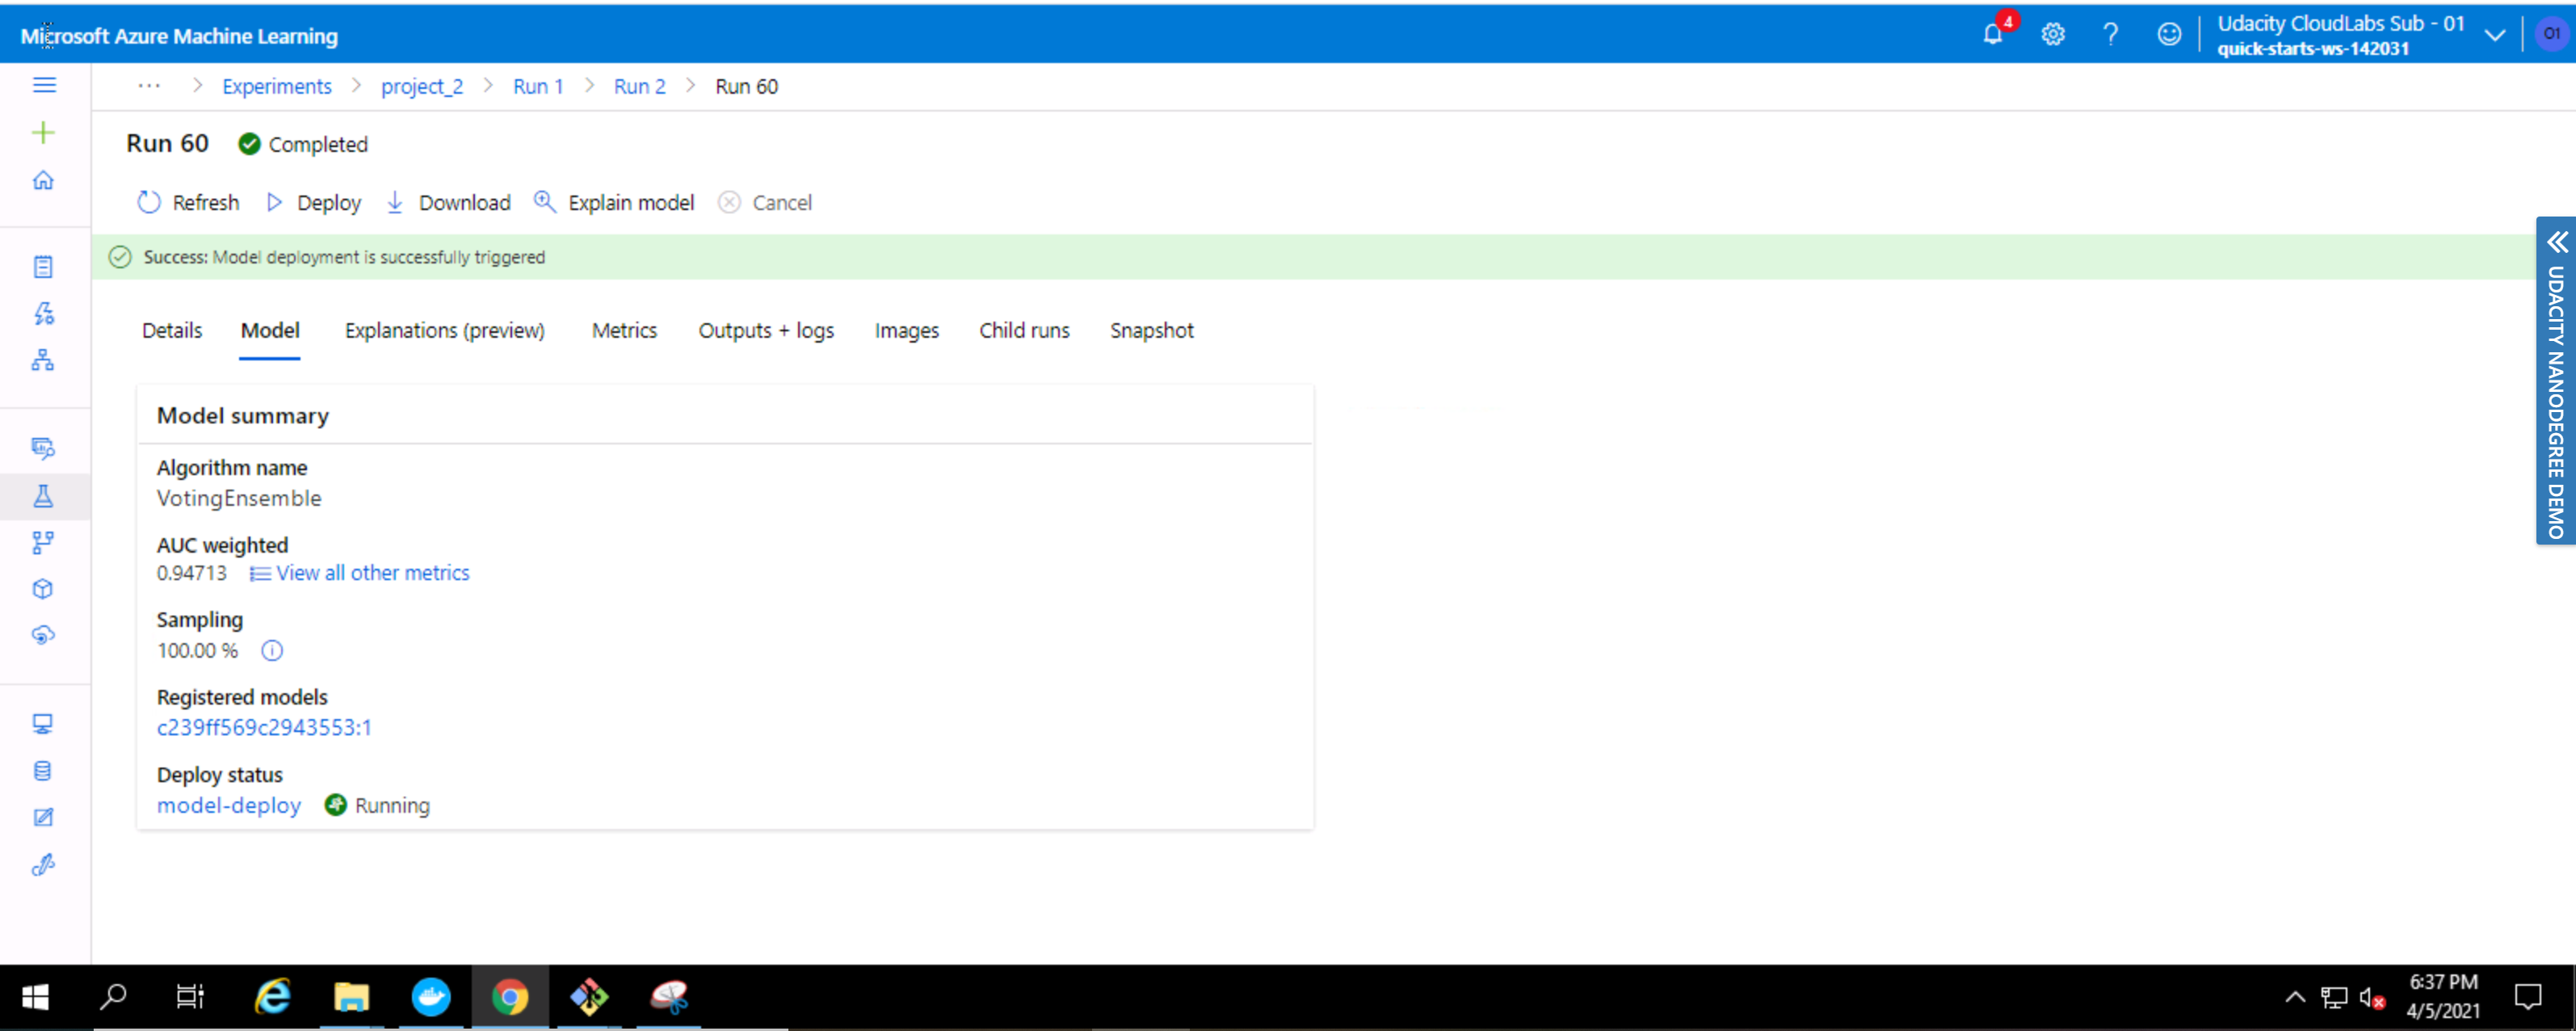 Microsoft Azure Machine Learning
4
Udacity CloudLabs Sub - 01
quick-starts-ws-142031
01
Experiments > project_2 > Run 1 > Run 2 > Run 60
Run 60 Completed
Refresh Deploy Download Explain model Cancel
Success: Model deployment is successfully triggered
Details Model Explanations (preview) Metrics Outputs + logs Images Child runs Snapshot
Model summary
Algorithm name
VotingEnsemble
AUC weighted
0.94713 View all other metrics
Sampling
100.00 %
Registered models
c239ff569c2943553:1
Deploy status
model-deploy Running
UDACITY NANODEGREE DEMO
6:37 PM
4/5/2021